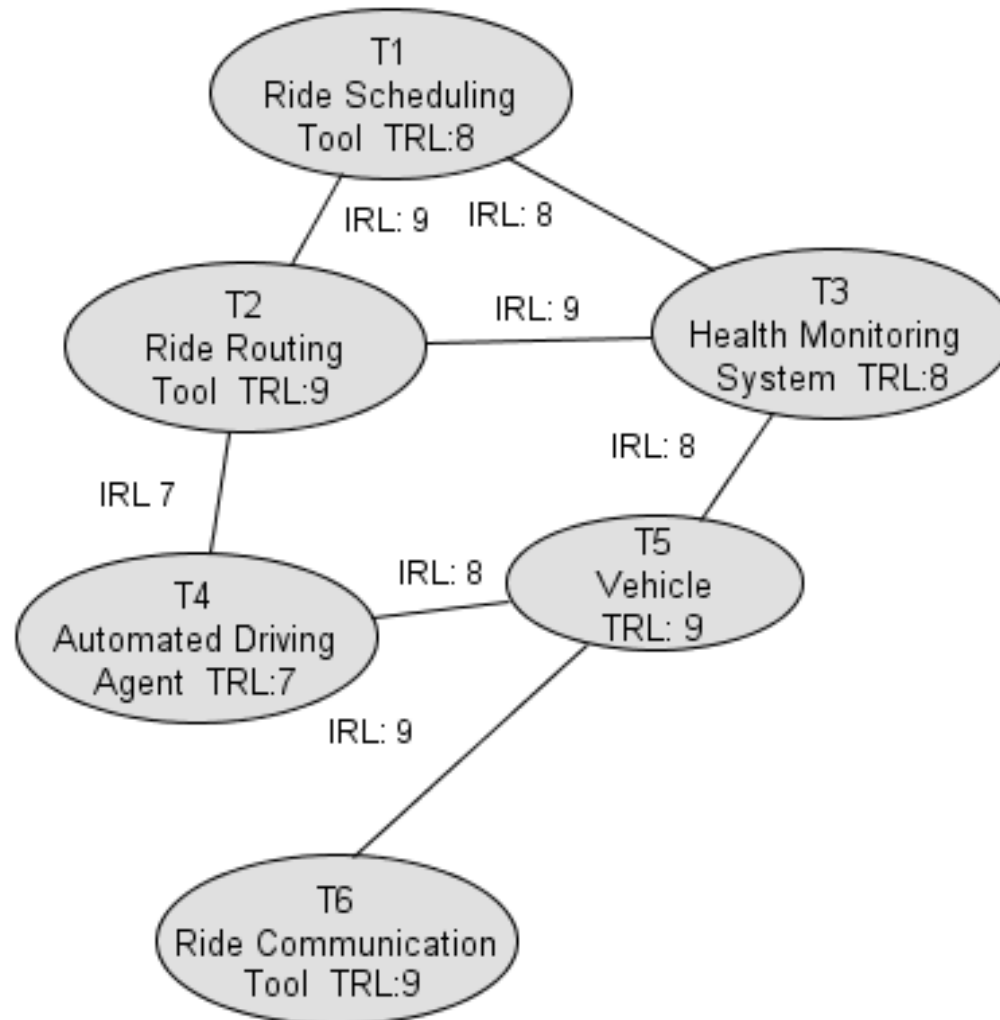 T1
Ride Scheduling
Tool TRL:8
IRL: 9
IRL: 8
T2
Ride Routing
Tool TRL:9
IRL: 9
T3
Health Monitoring
System TRL:8
IRL 7
IRL: 8
T4
Automated Driving
Agent TRL:7
IRL: 8
T5
Vehicle
TRL: 9
IRL: 9
T6
Ride Communication
Tool TRL:9